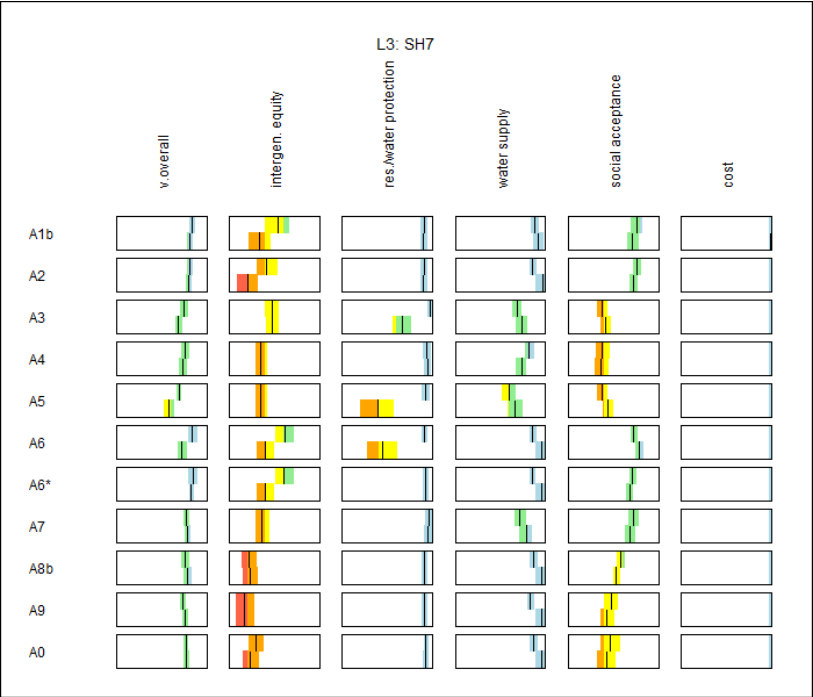 L3: SH7
v.overall
intergen. equity
res./water protection
water supply
social acceptance
cost
A1b
A2
A3
A4
A5
A6
A6*
A7
A8b
A9
A0